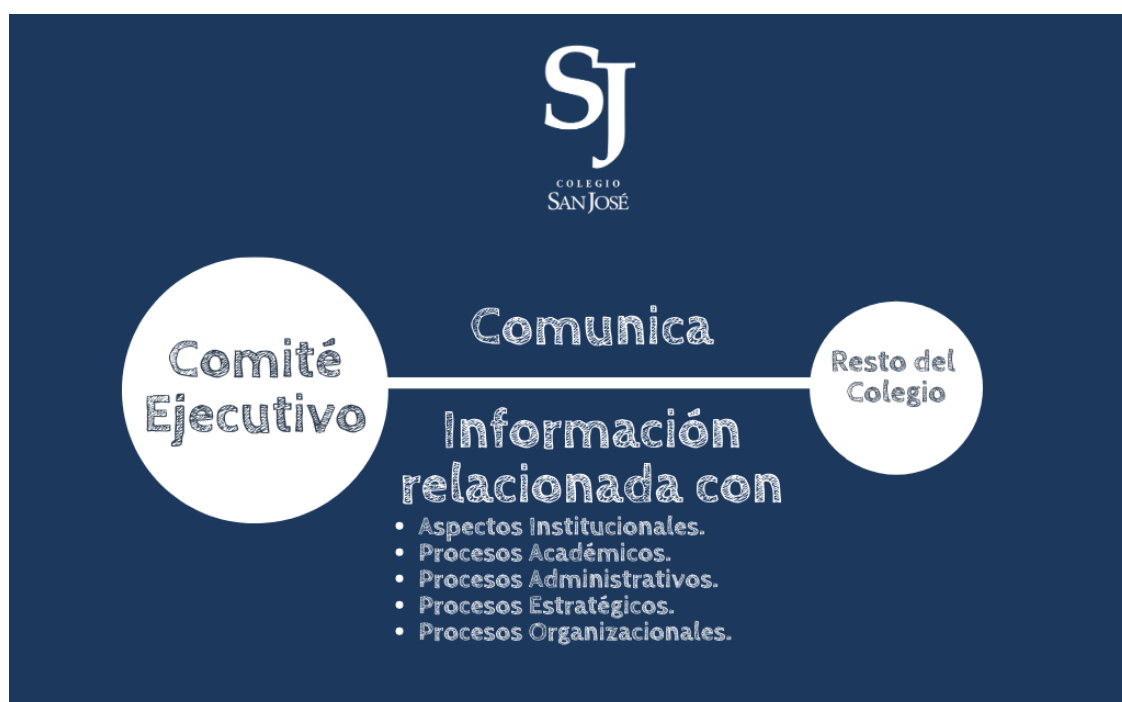 SJ
COLEGIO
SAN JOSÉ
Comunica
Comité
Ejecutivo
Resto del
Colegio
Información
relacionada con
• Aspectos Institucionales.
• Procesos Académicos.
• Procesos Administrativos.
• Procesos Estratégicos.
• Procesos Organizacionales.